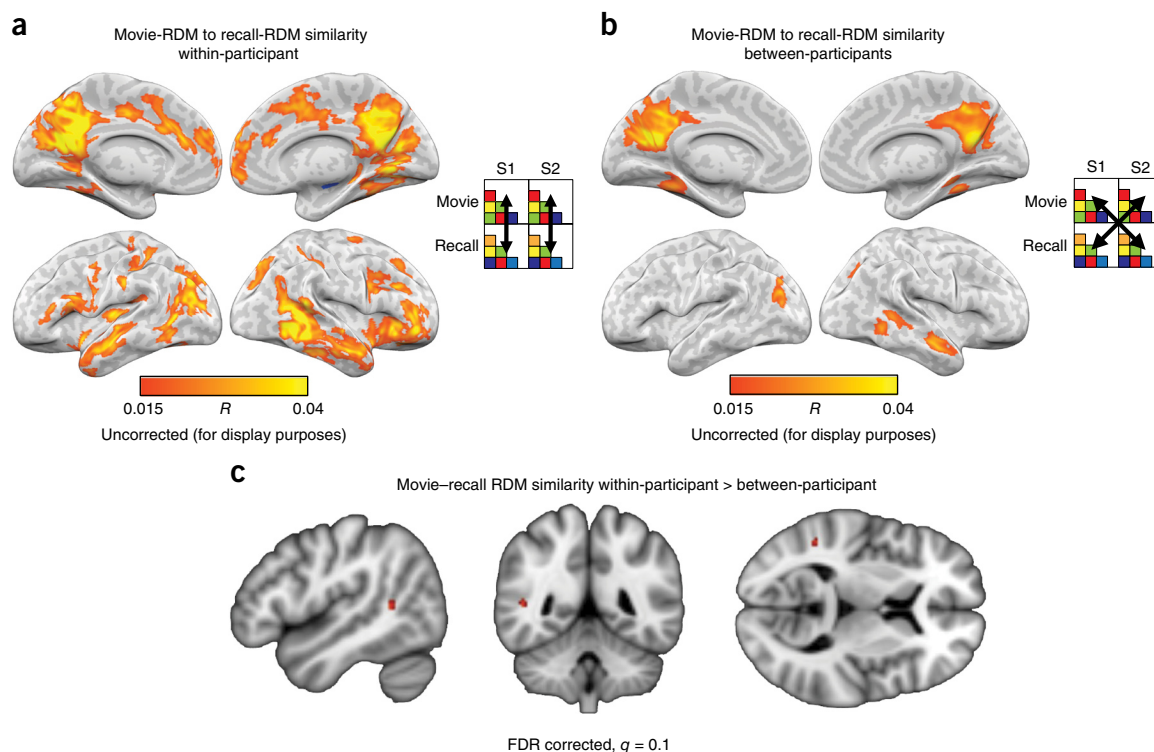 a
Movie-RDM to recall-RDM similarity
within-participant
S1 S2
Movie
Recall
0.015 R 0.04
Uncorrected (for display purposes)
b
Movie-RDM to recall-RDM similarity
between-participants
S1 S2
Movie
Recall
0.015 R 0.04
Uncorrected (for display purposes)
c
Movie–recall RDM similarity within-participant > between-participant
FDR corrected, q = 0.1